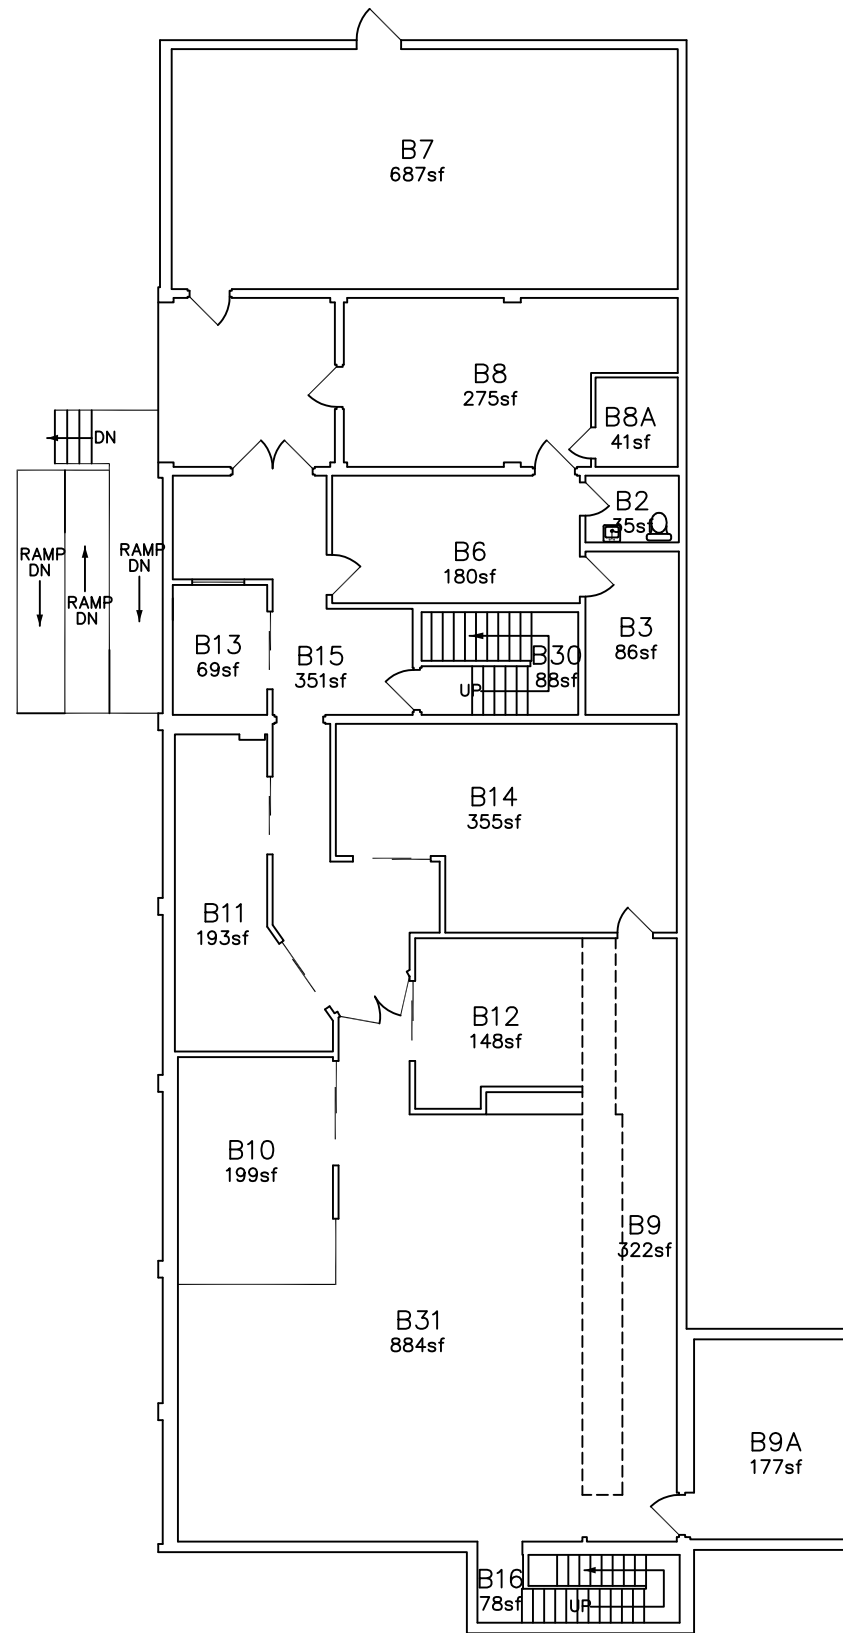 B7
687sf
B8
275sf
B8A
41sf
DN
B2
35sf
B6
180sf
RAMP
DN
RAMP
DN
RAMP
DN
B13
69sf
B15
351sf
B30
88sf
UP
B3
86sf
B14
355sf
B11
193sf
B12
148sf
B10
199sf
B9
322sf
B31
884sf
B9A
177sf
B16
78sf
UP